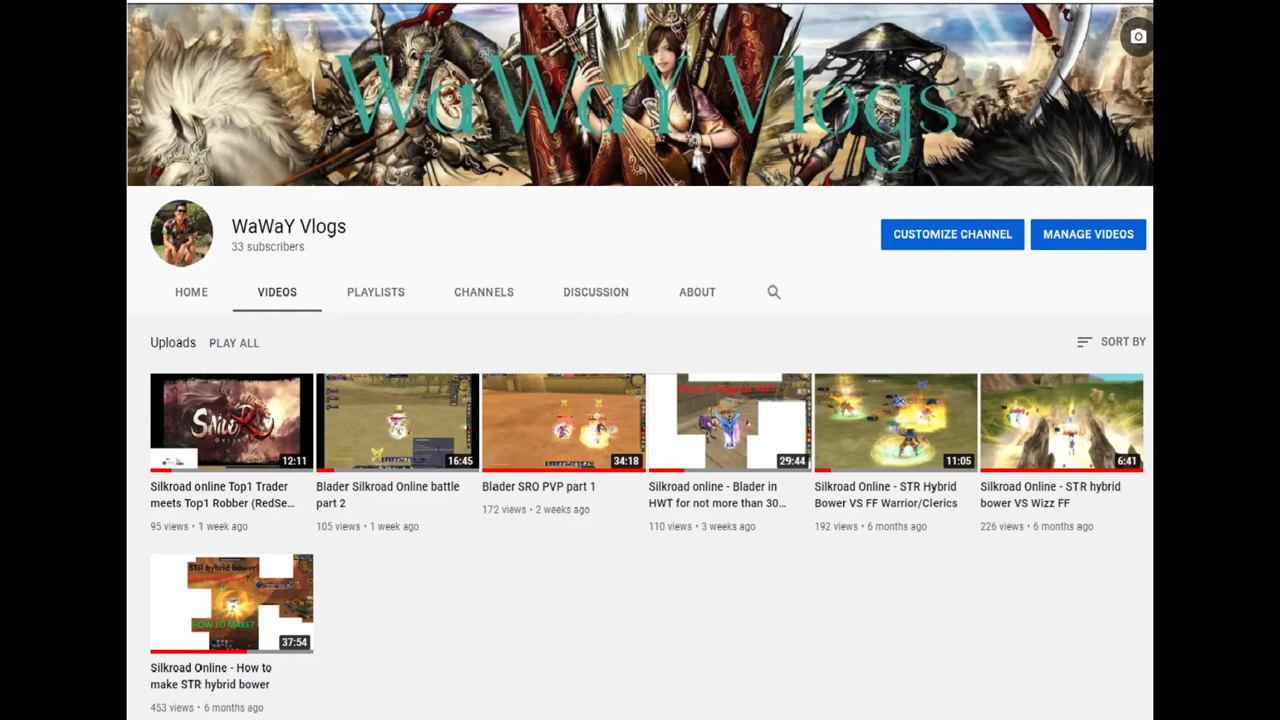 WaWaY Vlogs
WaWaY Vlogs
33 subscribers
CUSTOMIZE CHANNEL
MANAGE VIDEOS
HOME
VIDEOS
PLAYLISTS
CHANNELS
DISCUSSION
ABOUT
Uploads
PLAY ALL
SORT BY
12:11
16:45
34:18
29:44
11:05
6:41
Silkroad online Top1 Trader
meets Top1 Robber (RedSe...
95 views • 1 week ago
Blader Silkroad Online battle
part 2
105 views • 1 week ago
Blader SRO PVP part 1
172 views • 2 weeks ago
Silkroad online - Blader in
HWT for not more than 30...
110 views • 3 weeks ago
Silkroad Online - STR Hybrid
Bower VS FF Warrior/Clerics
192 views • 6 months ago
Silkroad Online - STR hybrid
bower VS Wizz FF
226 views • 6 months ago
STR hybrid bower
HOW TO MAKE?
37:54
Silkroad Online - How to
make STR hybrid bower
453 views • 6 months ago